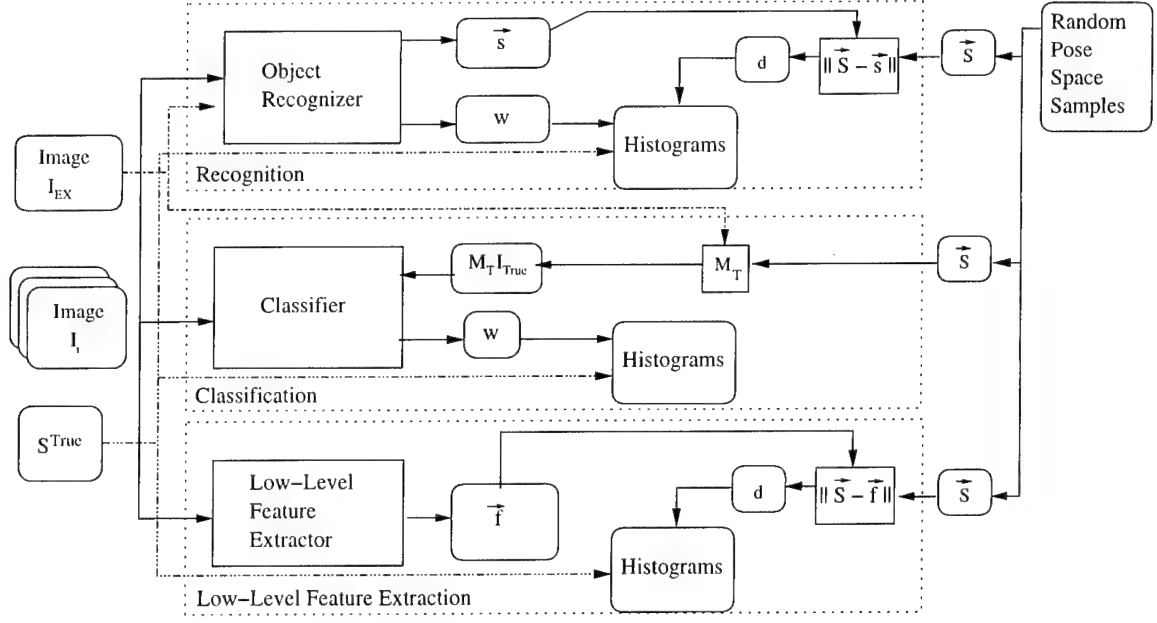 Random
Pose
Space
Samples
Object
Recognizer
s
w
d
|| S – s ||
S
Histograms
Recognition
Image
I_EX
Classifier
M_T I_True
M_T
S
w
Histograms
Classification
Image
I_i
S^True
Low–Level
Feature
Extractor
f
d
|| S – f ||
S
Histograms
Low–Level Feature Extraction